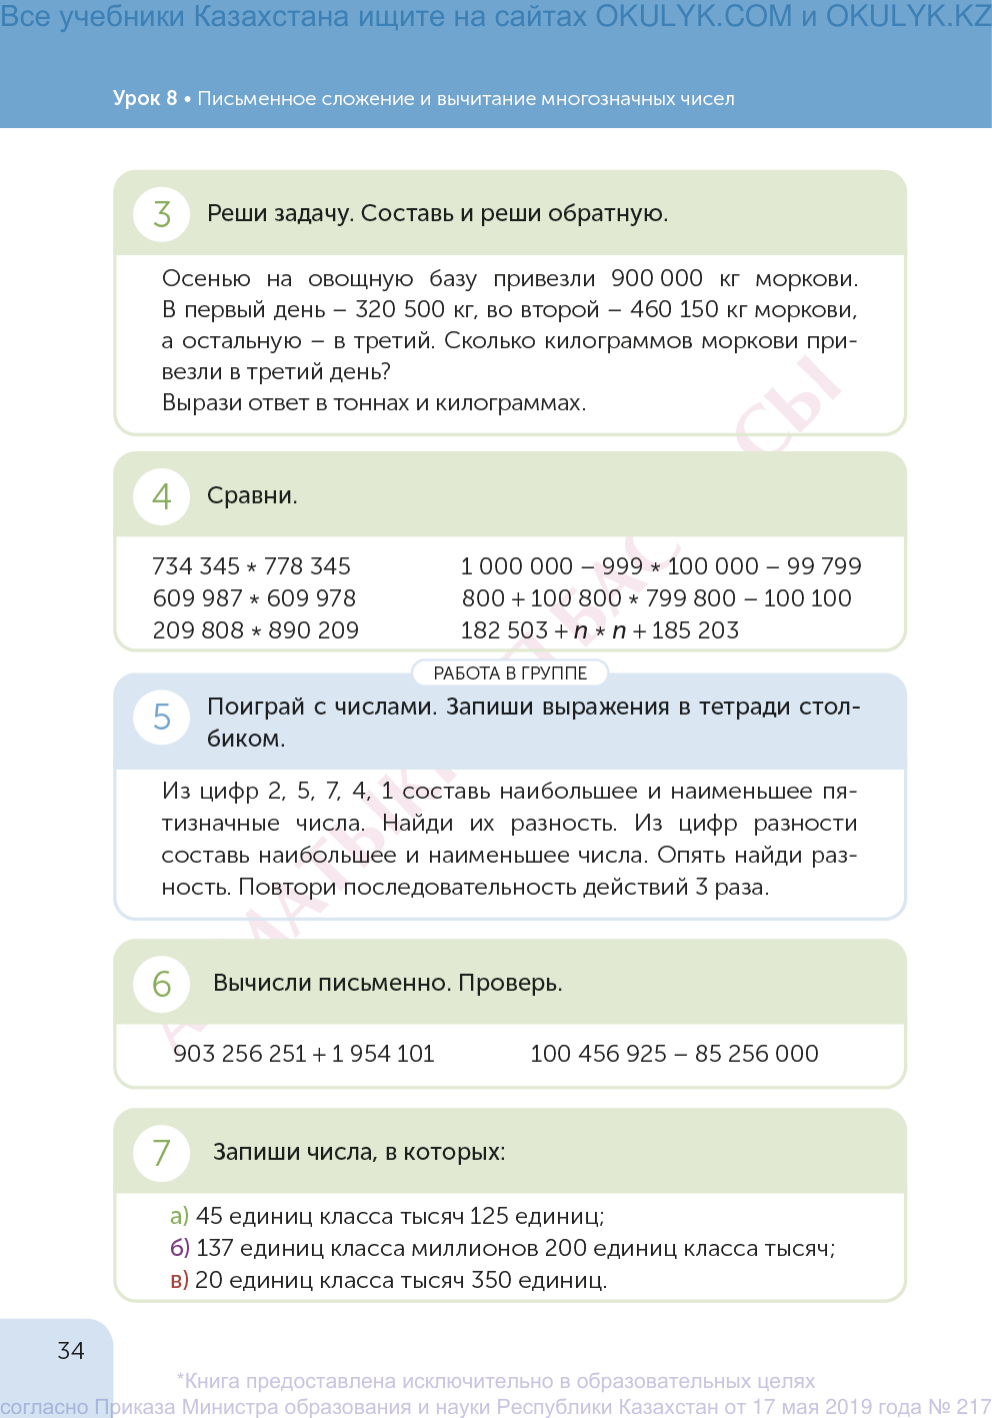 Все учебники Казахстана ищите на сайтах OKULYK.COM и OKULYK.KZ
Урок 8 • Письменное сложение и вычитание многозначных чисел
3 Реши задачу. Составь и реши обратную.
Осенью на овощную базу привезли 900 000 кг моркови.
В первый день – 320 500 кг, во второй – 460 150 кг моркови,
а остальную – в третий. Сколько килограммов моркови при-
везли в третий день?
Вырази ответ в тоннах и килограммах.
4 Сравни.
734 345 * 778 345 1 000 000 – 999 * 100 000 – 99 799
609 987 * 609 978 800 + 100 800 * 799 800 – 100 100
209 808 * 890 209 182 503 + n * n + 185 203
РАБОТА В ГРУППЕ
5 Поиграй с числами. Запиши выражения в тетради стол-
биком.
Из цифр 2, 5, 7, 4, 1 составь наибольшее и наименьшее пя-
тизначные числа. Найди их разность. Из цифр разности
составь наибольшее и наименьшее числа. Опять найди раз-
ность. Повтори последовательность действий 3 раза.
6 Вычисли письменно. Проверь.
903 256 251 + 1 954 101 100 456 925 – 85 256 000
7 Запиши числа, в которых:
а) 45 единиц класса тысяч 125 единиц;
б) 137 единиц класса миллионов 200 единиц класса тысяч;
в) 20 единиц класса тысяч 350 единиц.
34
*Книга предоставлена исключительно в образовательных целях
согласно Приказа Министра образования и науки Республики Казахстан от 17 мая 2019 года № 217